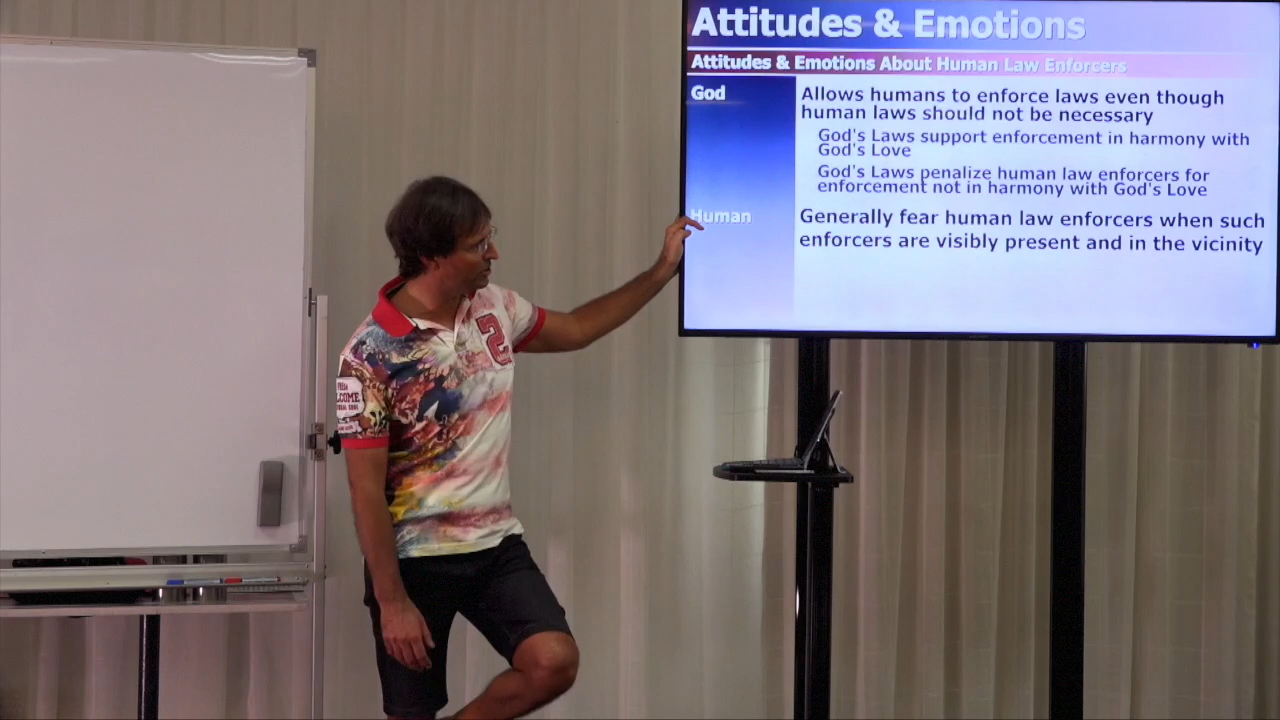 Attitudes & Emotions
Attitudes & Emotions About Human Law Enforcers
God
Allows humans to enforce laws even though
human laws should not be necessary
God's Laws support enforcement in harmony with
God's Love
God's Laws penalize human law enforcers for
enforcement not in harmony with God's Love
Human
Generally fear human law enforcers when such
enforcers are visibly present and in the vicinity
2